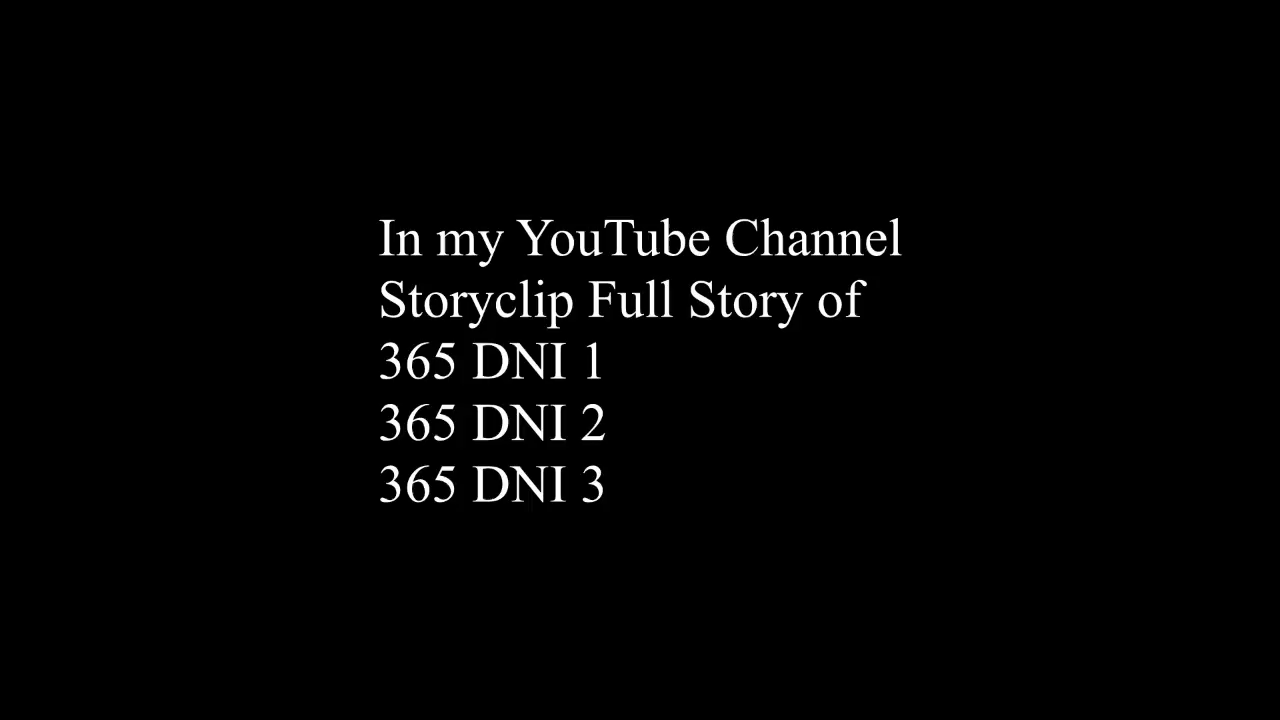 In my YouTube Channel
Storyclip Full Story of
365 DNI 1
365 DNI 2
365 DNI 3